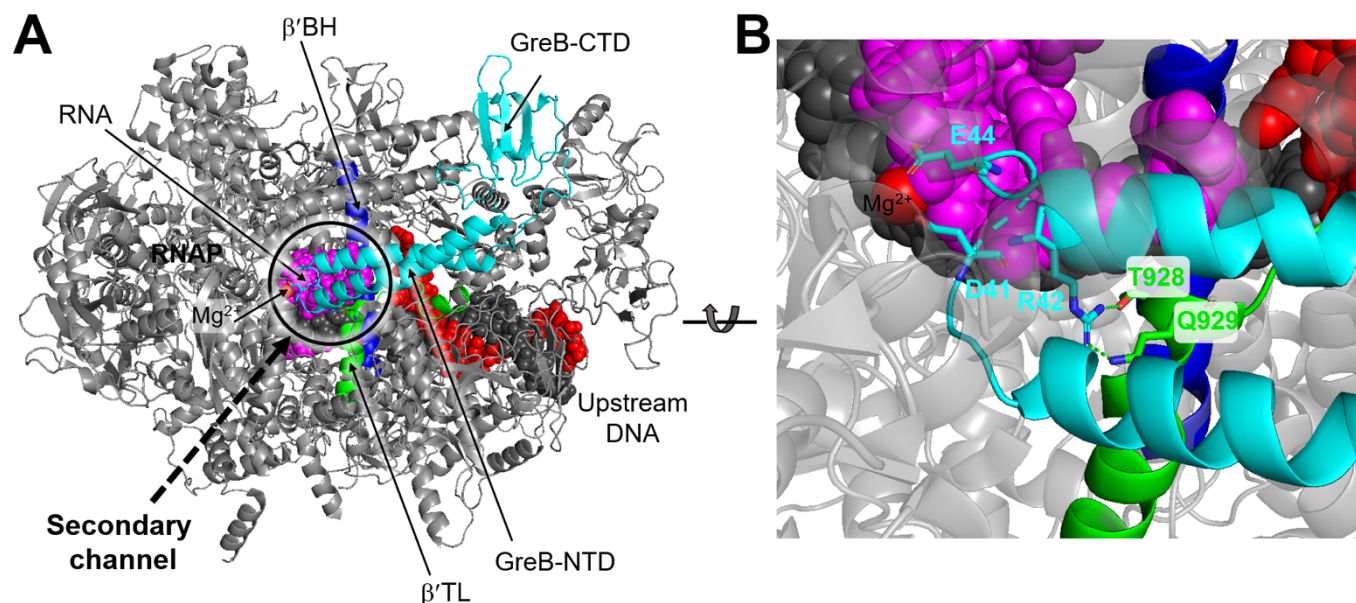 A
β′BH
GreB-CTD
RNA
RNAP
Mg²⁺
Upstream
DNA
Secondary
channel
GreB-NTD
β′TL
B
E44
Mg²⁺
D41
R42
T928
Q929